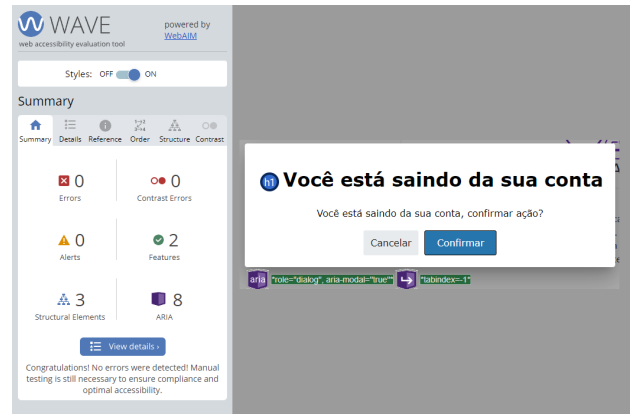 WAVE
web accessibility evaluation tool
powered by
WebAIM
Styles: OFF ON
Summary
Summary Details Reference Order Structure Contrast
0
Errors
0
Contrast Errors
0
Alerts
2
Features
3
Structural Elements
8
ARIA
View details ›
Congratulations! No errors were detected! Manual
testing is still necessary to ensure compliance and
optimal accessibility.
h1 Você está saindo da sua conta
Você está saindo da sua conta, confirmar ação?
Cancelar Confirmar
aria *role="dialog", aria-modal="true"* *tabindex=-1*